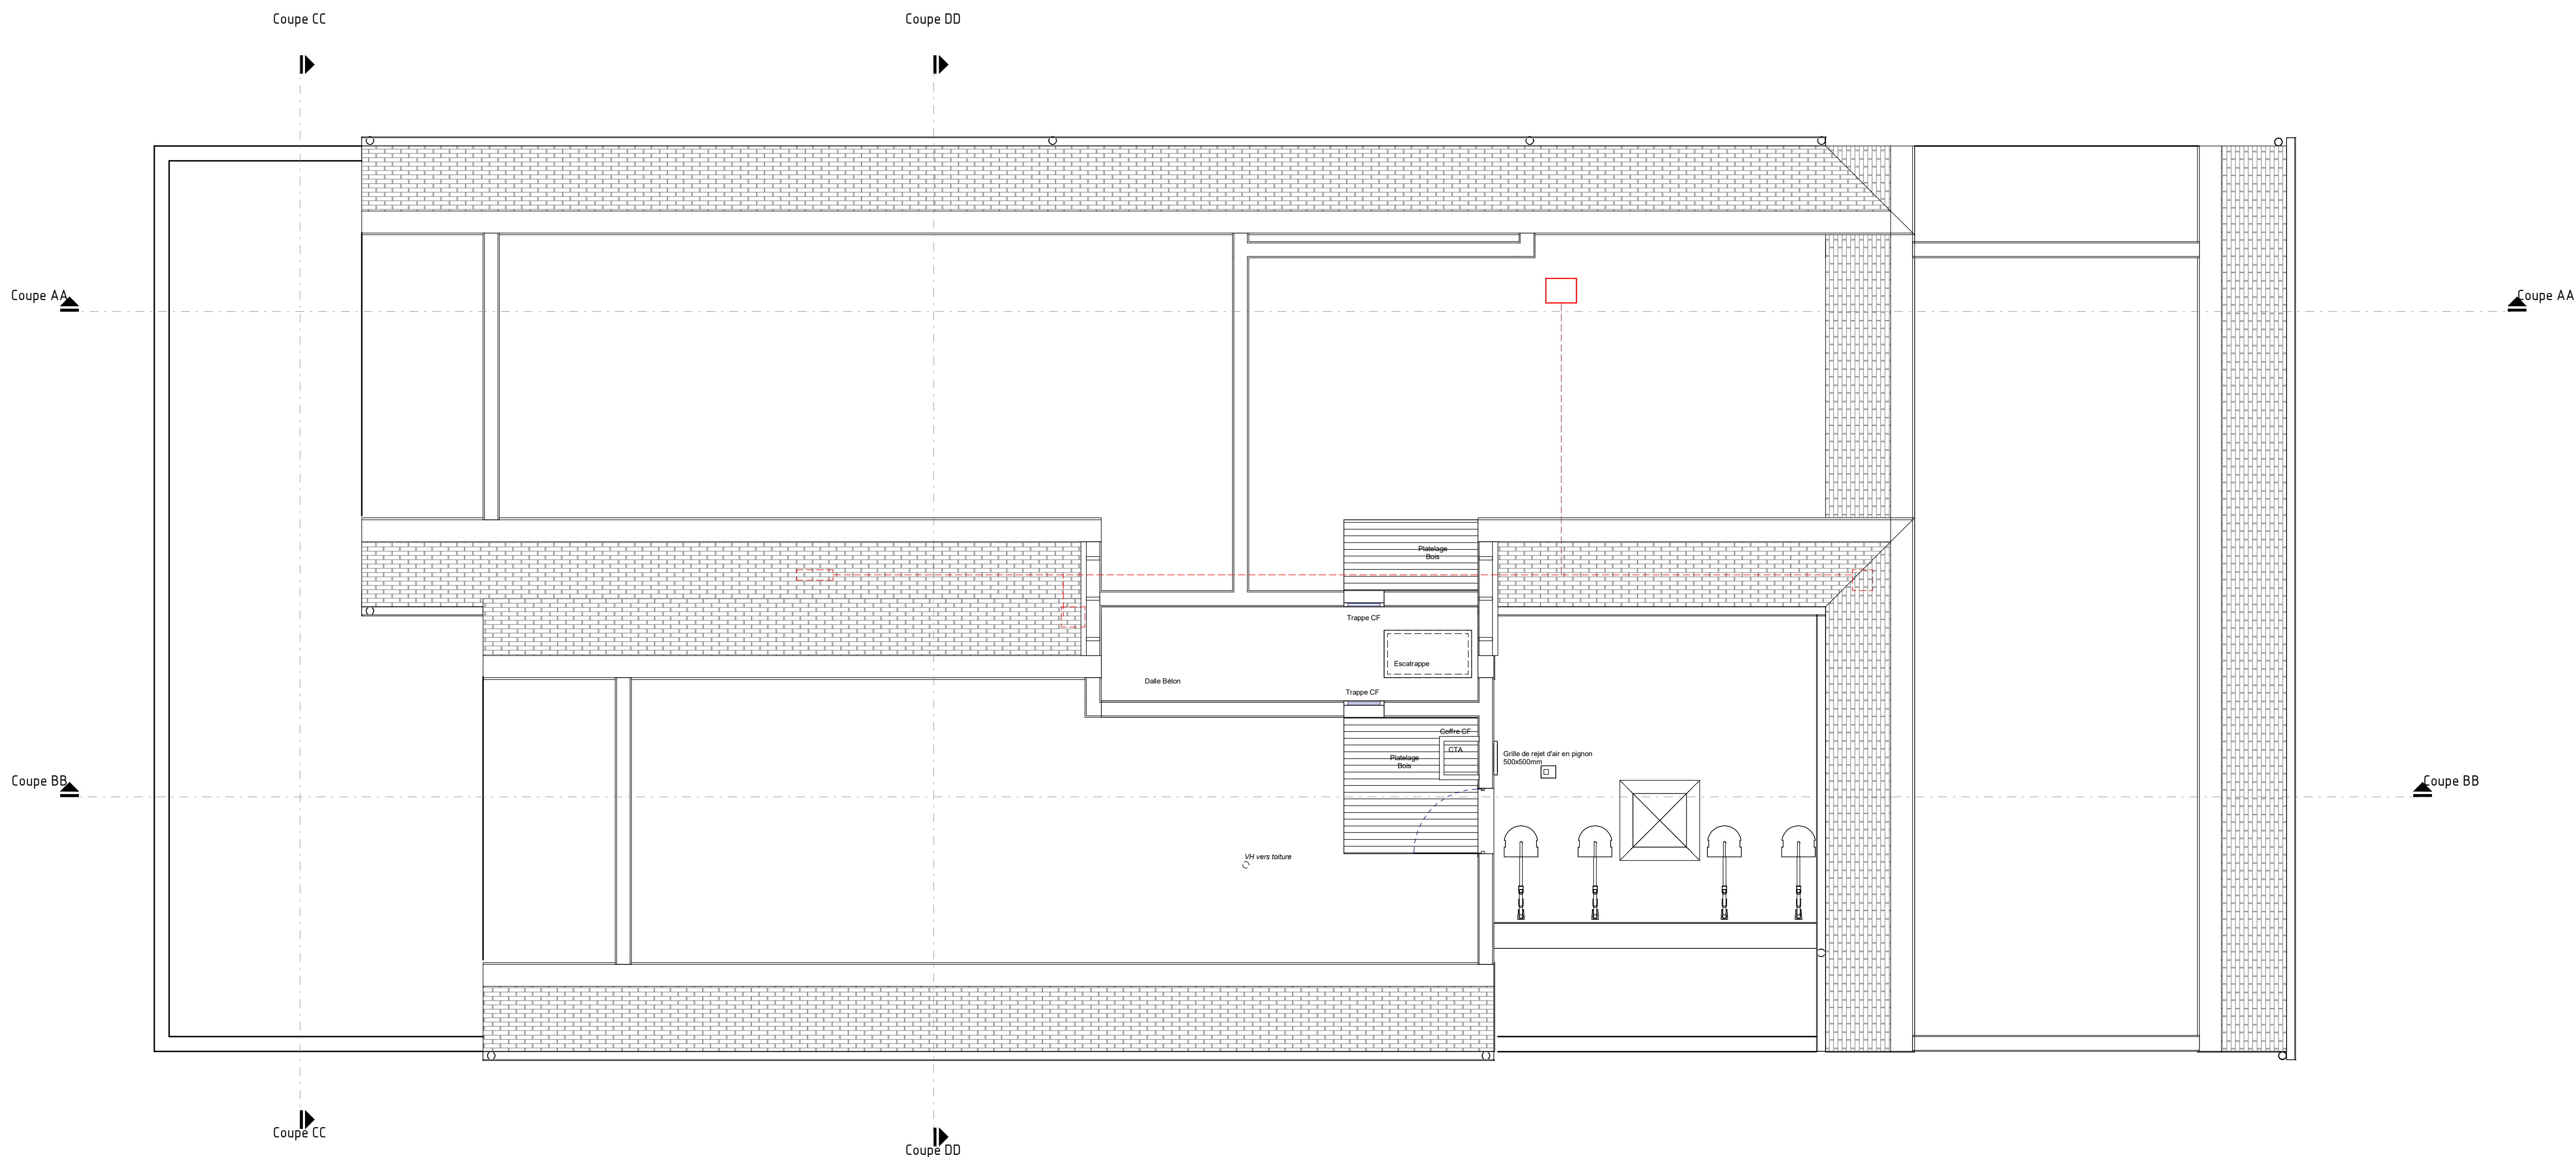 Coupe CC
Coupe DD
Coupe AA
Coupe AA
Platelage
Bois
Trappe CF
Escatrappe
Dalle Béton
Trappe CF
Coffre CF
CTA
Platelage
Bois
Grille de rejet d'air en pignon
500x500mm
Coupe BB
Coupe BB
VH vers toiture
Coupe CC
Coupe DD